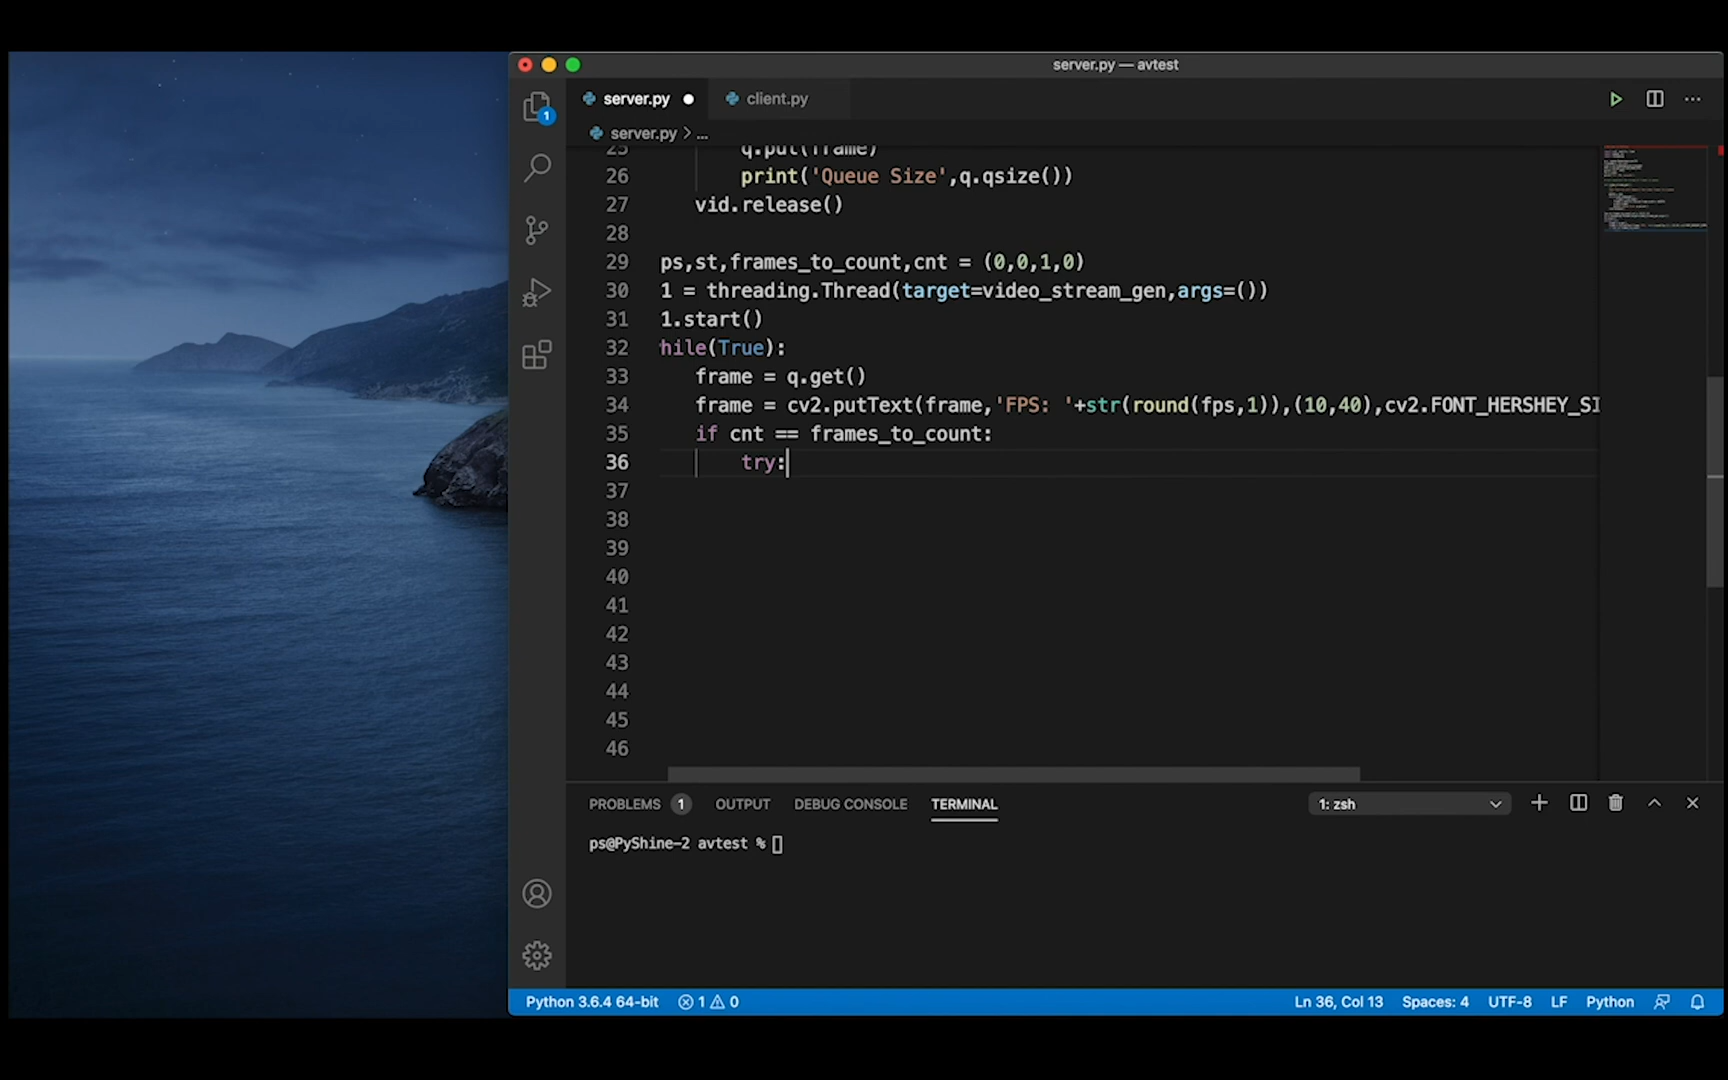 server.py — avtest
server.py
client.py
1
server.py > ...
25 q.put(frame)
26 print('Queue Size',q.qsize())
27 vid.release()
28
29 ps,st,frames_to_count,cnt = (0,0,1,0)
30 1 = threading.Thread(target=video_stream_gen,args=())
31 1.start()
32 hile(True):
33 frame = q.get()
34 frame = cv2.putText(frame,'FPS: '+str(round(fps,1)),(10,40),cv2.FONT_HERSHEY_SI
35 if cnt == frames_to_count:
36 try:
37
38
39
40
41
42
43
44
45
46
PROBLEMS 1 OUTPUT DEBUG CONSOLE TERMINAL 1: zsh
ps@PyShine-2 avtest %
Python 3.6.4 64-bit 1 0 Ln 36, Col 13 Spaces: 4 UTF-8 LF Python